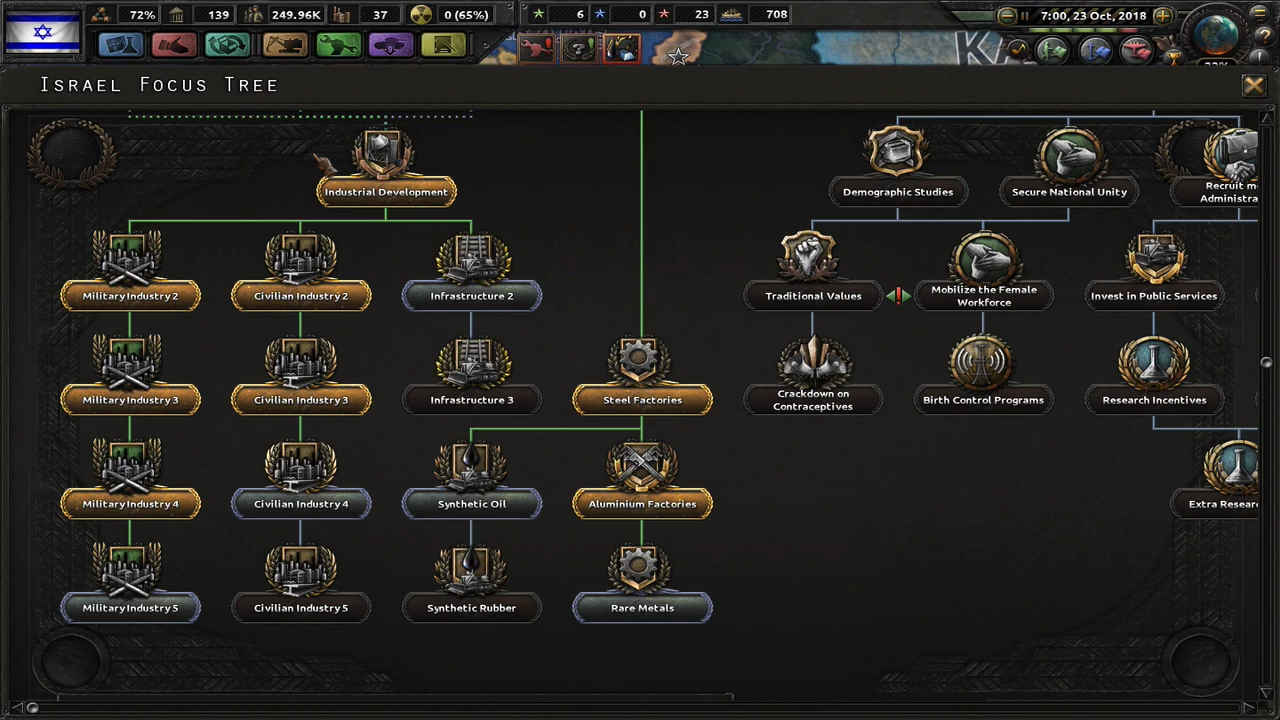 72%
139
249.96K
37
0 (65%)
6
0
23
708
7:00, 23 Oct, 2018
Israel Focus Tree
Industrial Development
Demographic Studies
Secure National Unity
Recruit m
Administra
Military Industry 2
Civilian Industry 2
Infrastructure 2
Traditional Values
Mobilize the Female
Workforce
Invest in Public Services
Military Industry 3
Civilian Industry 3
Infrastructure 3
Steel Factories
Crackdown on
Contraceptives
Birth Control Programs
Research Incentives
Military Industry 4
Civilian Industry 4
Synthetic Oil
Aluminium Factories
Extra Resear
Military Industry 5
Civilian Industry 5
Synthetic Rubber
Rare Metals